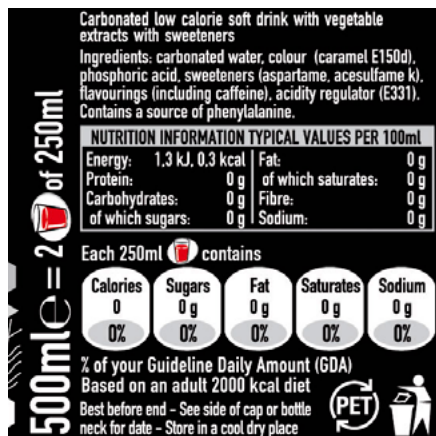 Carbonated low calorie soft drink with vegetable
extracts with sweeteners
Ingredients: carbonated water, colour (caramel E150d),
phosphoric acid, sweeteners (aspartame, acesulfame k),
flavourings (including caffeine), acidity regulator (E331).
Contains a source of phenylalanine.
NUTRITION INFORMATION TYPICAL VALUES PER 100ml
Energy: 1,3 kJ, 0,3 kcal
Protein: 0 g
Carbohydrates: 0 g
of which sugars: 0 g
Fat: 0 g
of which saturates: 0 g
Fibre: 0 g
Sodium: 0 g
Each 250ml contains
Calories 0 0%
Sugars 0 g 0%
Fat 0 g 0%
Saturates 0 g 0%
Sodium 0 g 0%
% of your Guideline Daily Amount (GDA)
Based on an adult 2000 kcal diet
Best before end - See side of cap or bottle
neck for date - Store in a cool dry place
PET
500ml e = 2 of 250ml